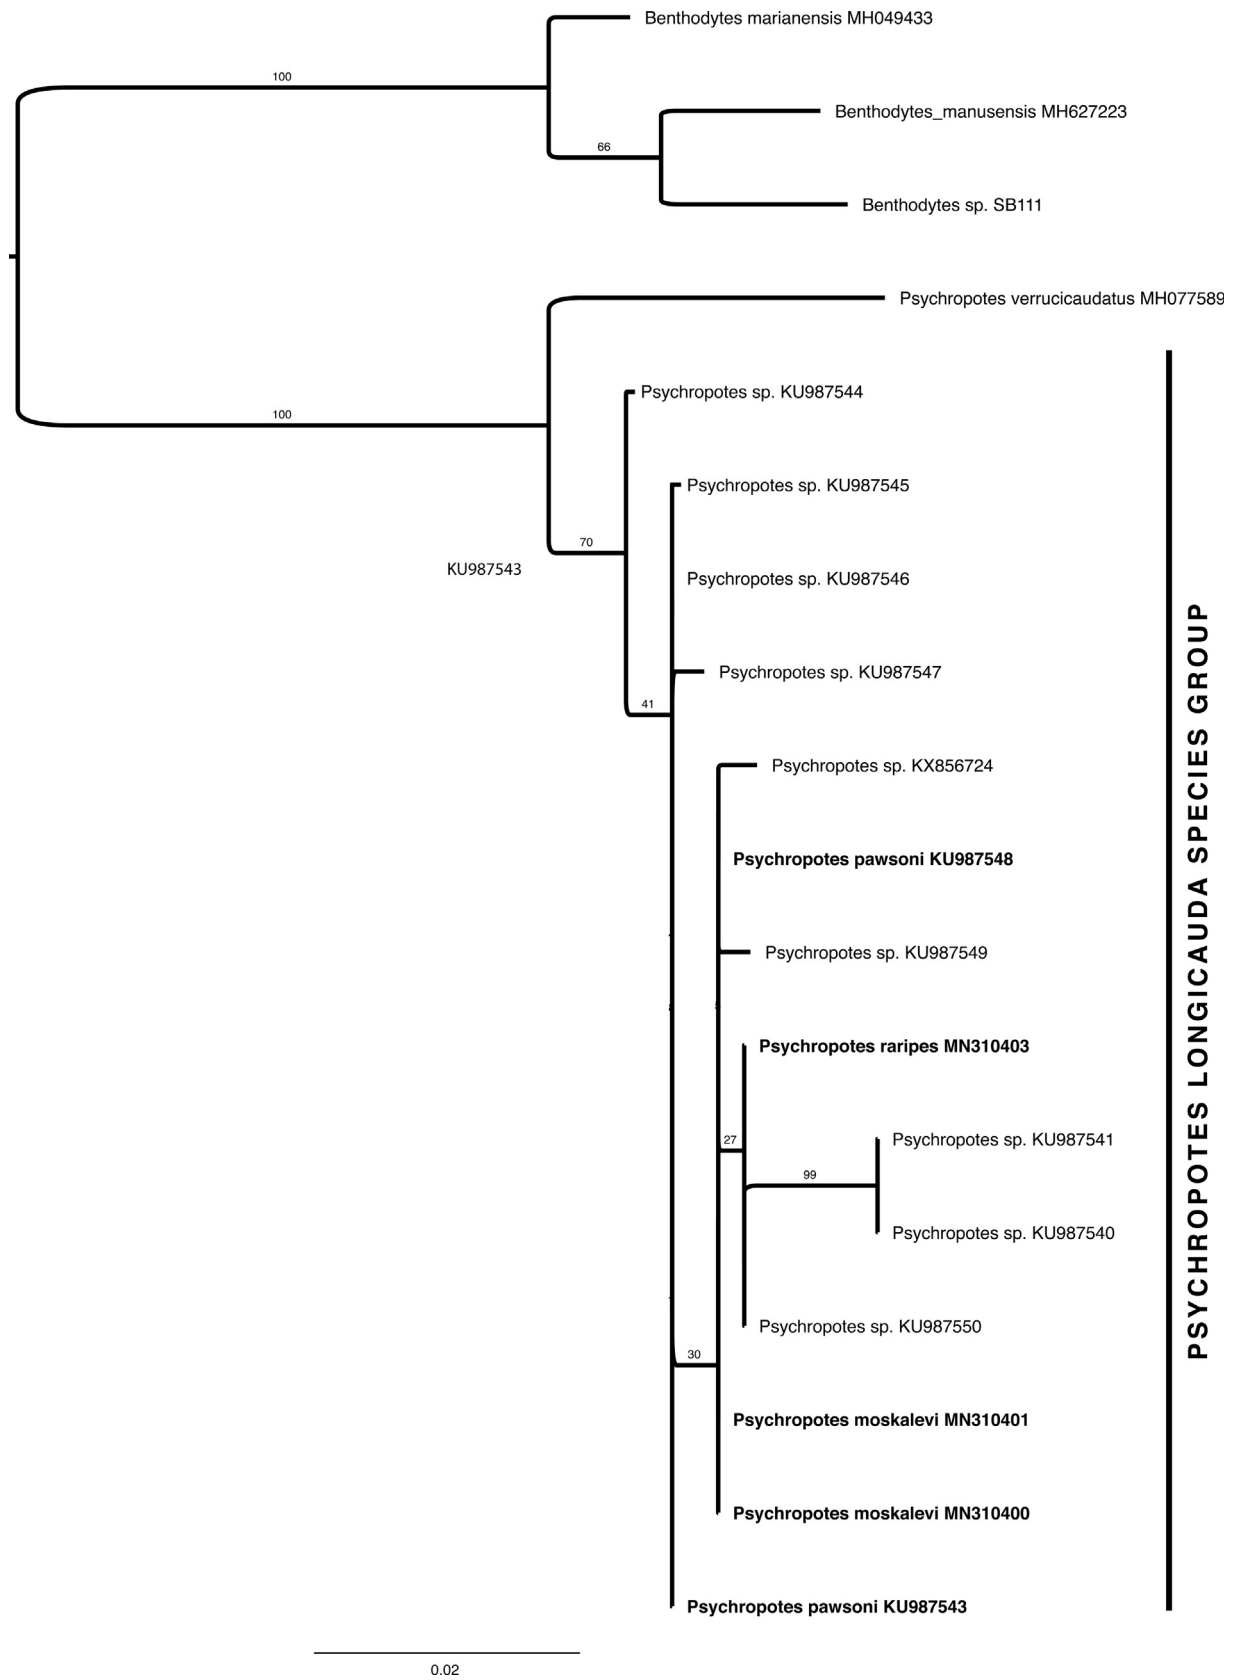 Benthodytes marianensis MH049433
100
Benthodytes_manusensis MH627223
66
Benthodytes sp. SB111
Psychropotes verrucicaudatus MH077589
Psychropotes sp. KU987544
100
Psychropotes sp. KU987545
70
KU987543
Psychropotes sp. KU987546
Psychropotes sp. KU987547
41
Psychropotes sp. KX856724
Psychropotes pawsoni KU987548
Psychropotes sp. KU987549
Psychropotes raripes MN310403
27
Psychropotes sp. KU987541
99
Psychropotes sp. KU987540
Psychropotes sp. KU987550
30
Psychropotes moskalevi MN310401
Psychropotes moskalevi MN310400
Psychropotes pawsoni KU987543
PSYCHROPOTES LONGICAUDA SPECIES GROUP
0.02